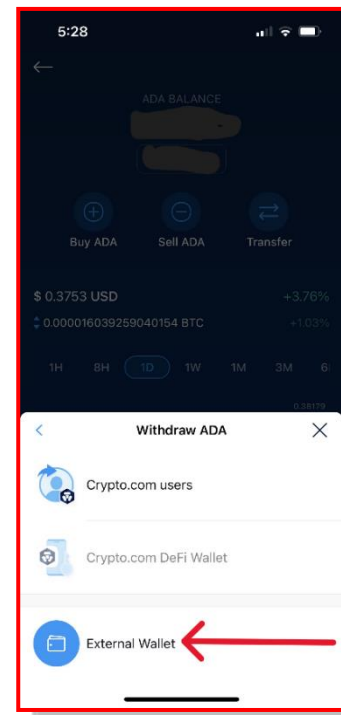 5:28
ADA BALANCE
Buy ADA Sell ADA Transfer
$ 0.3753 USD +3.76%
0.000016039259040154 BTC +1.03%
1H 8H 1D 1W 1M 3M 6
0.38179
Withdraw ADA
Crypto.com users
Crypto.com DeFi Wallet
External Wallet